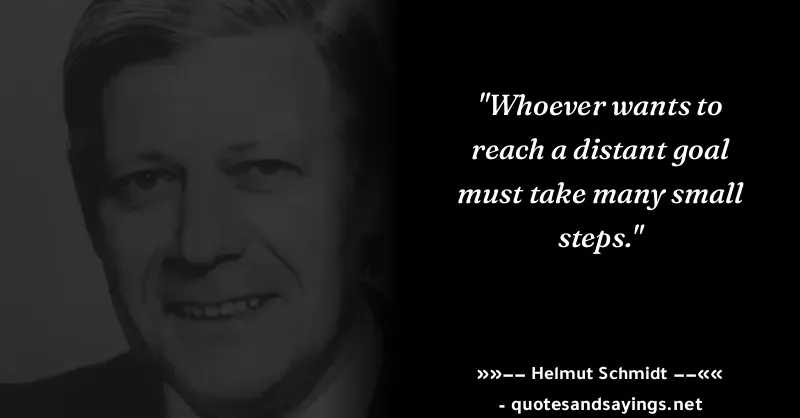 "Whoever wants to
reach a distant goal
must take many small
steps."
»»–– Helmut Schmidt ––««
- quotesandsayings.net